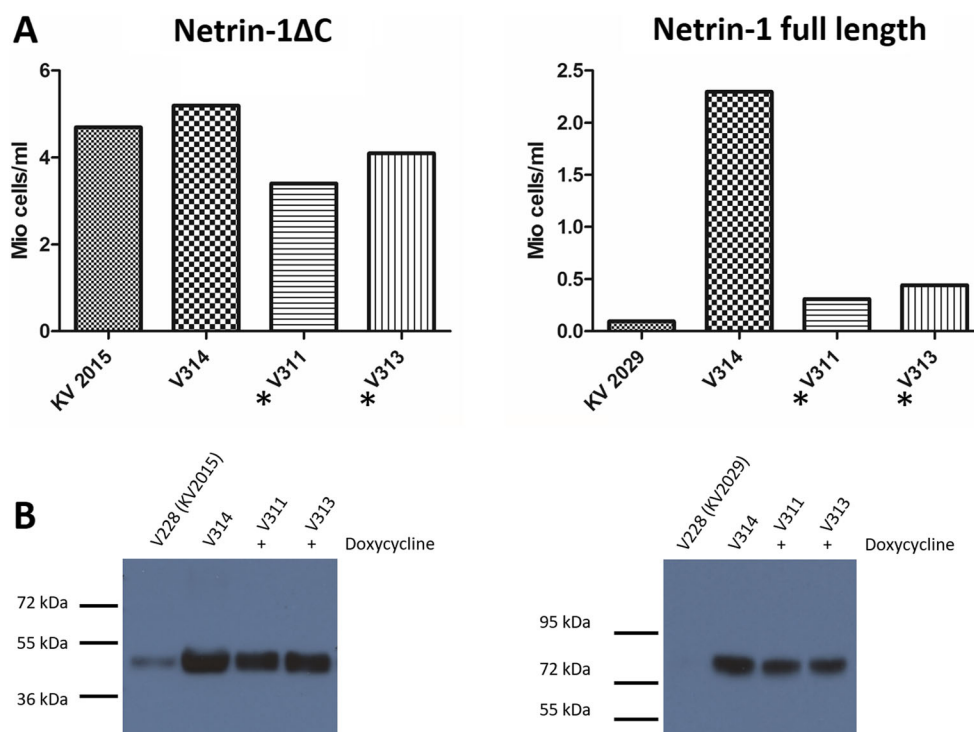 A
Netrin-1ΔC
Netrin-1 full length
6
4
2
0
Mio cells/ml
KV 2015
V314
*V311
*V313
2.5
2.0
1.5
1.0
0.5
0.0
Mio cells/ml
KV 2029
V314
*V311
*V313
B
V228 (KV2015)
V314
V311
V313
+ + Doxycycline
72 kDa
55 kDa
36 kDa
V228 (KV2029)
V314
V311
V313
+ + Doxycycline
95 kDa
72 kDa
55 kDa